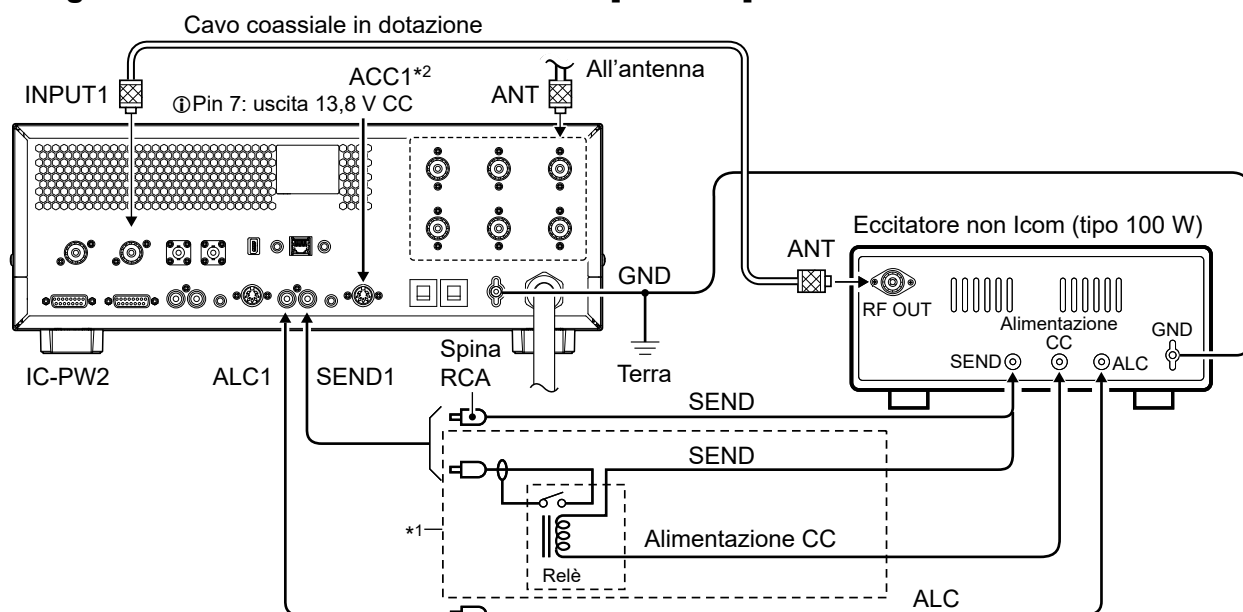 Cavo coassiale in dotazione
ACC1*2
INPUT1
ⓘPin 7: uscita 13,8 V CC
ANT
All'antenna
Eccitatore non Icom (tipo 100 W)
ANT
GND
RF OUT
Alimentazione
CC
GND
SEND
ALC
IC-PW2
ALC1
SEND1
Spina
RCA
Terra
SEND
SEND
*1
Alimentazione CC
Relè
ALC